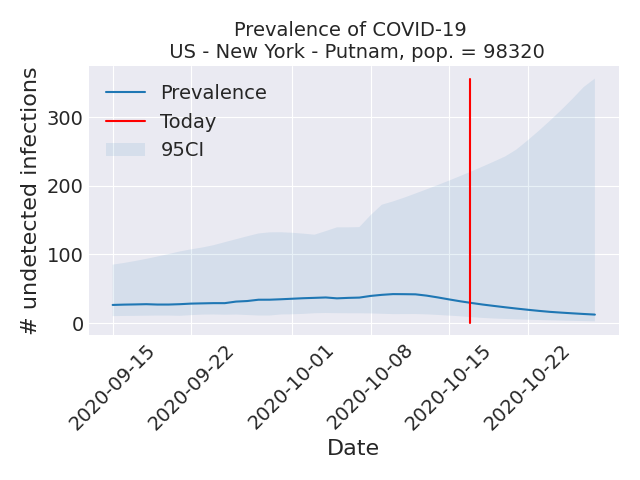 Prevalence of COVID-19
US - New York - Putnam, pop. = 98320
Prevalence
Today
95CI
# undetected infections
300
200
100
0
2020-09-15
2020-09-22
2020-10-01
2020-10-08
2020-10-15
2020-10-22
Date